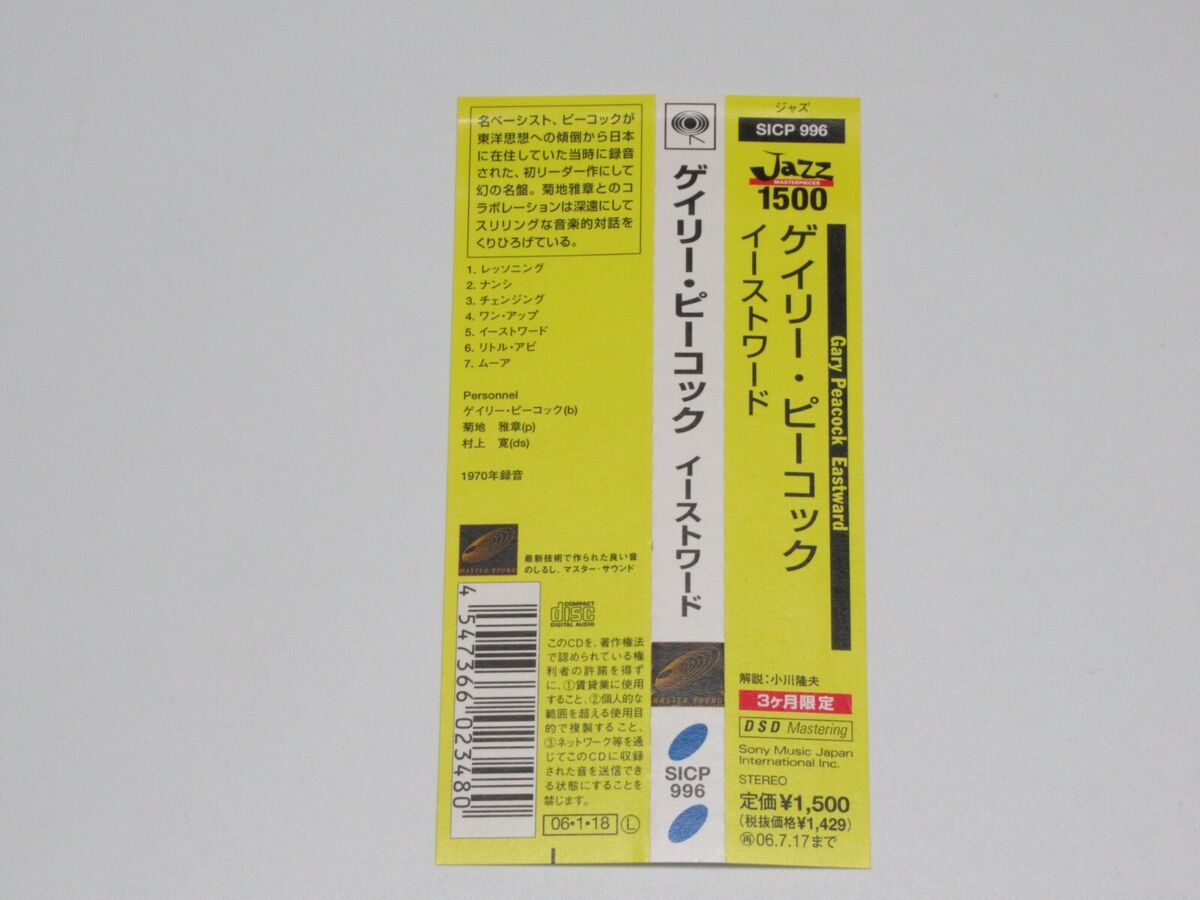 名ベーシスト、ピーコックが
東洋思想への傾倒から日本
に在住していた当時に録音
された、初リーダー作にして
幻の名盤。菊地雅章とのコ
ラボレーションは深遠にして
スリリングな音楽的対話を
くりひろげている。
1. レッソニング
2. ナンシ
3. チェンジング
4. ワン・アップ
5. イーストワード
6. リトル・アビ
7. ムーア
Personnel
ゲイリー・ピーコック(b)
菊地 雅章(p)
村上 寛(ds)
1970年録音
MASTER SOUND
最新技術で作られた良い音
のしるし、マスター・サウンド
4 547366 023480
COMPACT
disc
DIGITAL AUDIO
このCDを、著作権法
で認められている権
利者の許諾を得ず
に、①賃貸業に使用
すること、②個人的な
範囲を超える使用目
的で複製すること、
③ネットワーク等を通
じてこのCDに収録
された音を送信でき
る状態にすることを
禁じます。
06・1・18 Ⓛ
ゲイリー・ピーコック イーストワード
MASTER SOUND
SICP
996
ジャズ
SICP 996
Jazz
MASTERPIECES
1500
Gary Peacock Eastward
ゲイリー・ピーコック
イーストワード
解説:小川隆夫
3ヶ月限定
DSD Mastering
Sony Music Japan
International Inc.
STEREO
定価¥1,500
(税抜価格¥1,429)
㊞06.7.17まで